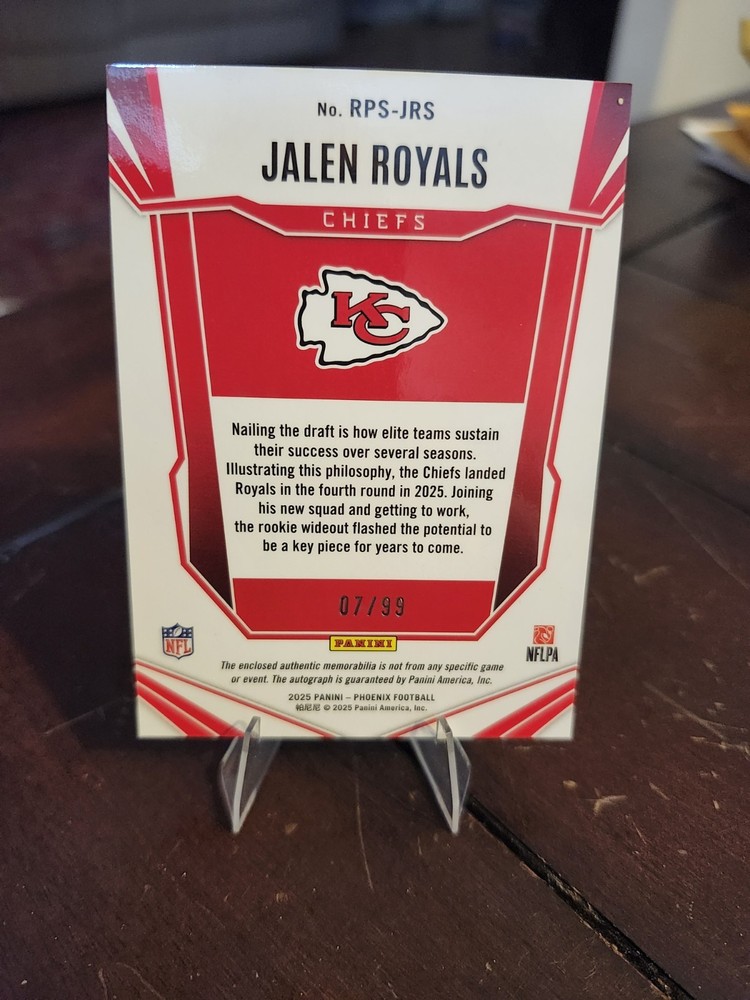 No. RPS-JRS
JALEN ROYALS
CHIEFS
KC
Nailing the draft is how elite teams sustain
their success over several seasons.
Illustrating this philosophy, the Chiefs landed
Royals in the fourth round in 2025. Joining
his new squad and getting to work,
the rookie wideout flashed the potential to
be a key piece for years to come.
07/99
PANINI
NFL
NFLPA
The enclosed authentic memorabilia is not from any specific game
or event. The autograph is guaranteed by Panini America, Inc.
2025 PANINI – PHOENIX FOOTBALL
帕尼尼 © 2025 Panini America, Inc.